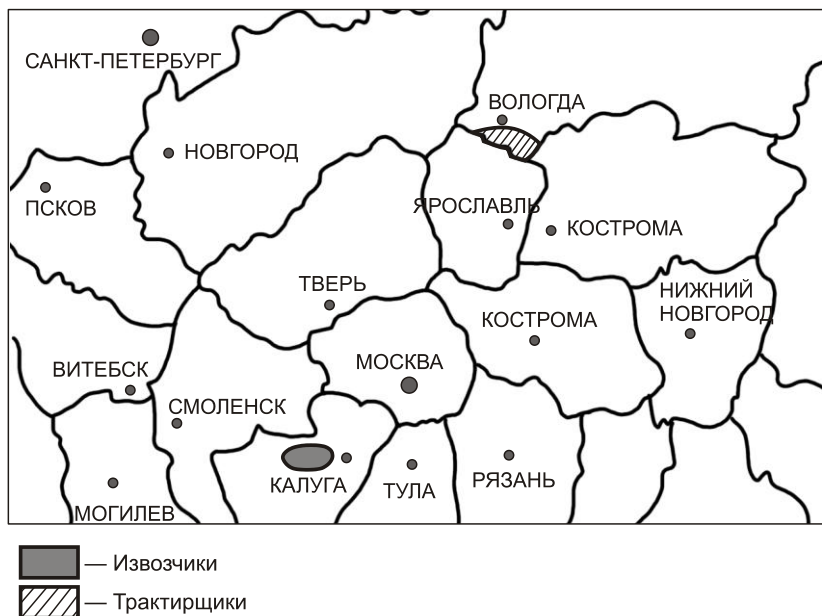 САНКТ-ПЕТЕРБУРГ
ВОЛОГДА
НОВГОРОД
ПСКОВ
ЯРОСЛАВЛЬ
КОСТРОМА
ТВЕРЬ
НИЖНИЙ
НОВГОРОД
КОСТРОМА
ВИТЕБСК
МОСКВА
СМОЛЕНСК
КАЛУГА
ТУЛА
РЯЗАНЬ
МОГИЛЕВ
— Извозчики
— Трактирщики